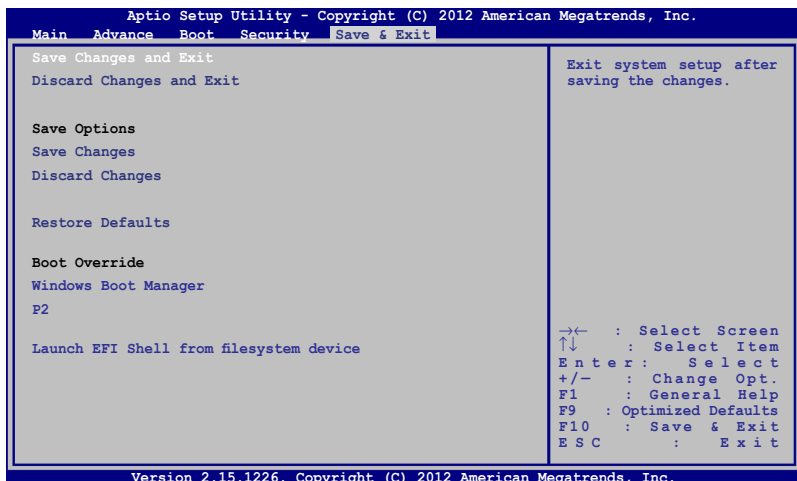 Aptio Setup Utility - Copyright (C) 2012 American Megatrends, Inc.
Main Advance Boot Security Save & Exit
Save Changes and Exit
Discard Changes and Exit
Save Options
Save Changes
Discard Changes
Restore Defaults
Boot Override
Windows Boot Manager
P2
Launch EFI Shell from filesystem device
Exit system setup after
saving the changes.
→← : Select Screen
↑↓ : Select Item
Enter: Select
+/— : Change Opt.
F1 : General Help
F9 : Optimized Defaults
F10 : Save & Exit
ESC : Exit
Version 2.15.1226. Copyright (C) 2012 American Megatrends, Inc.